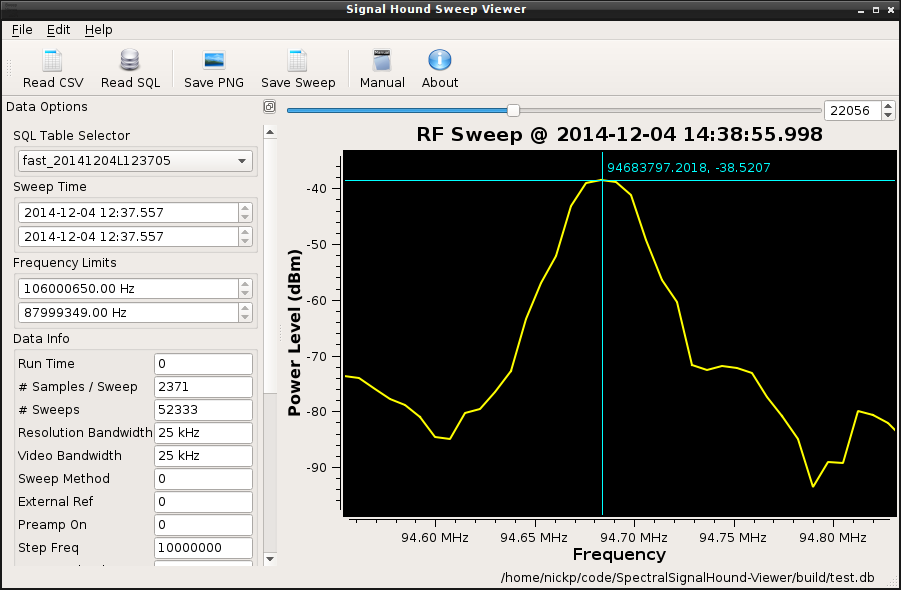 Signal Hound Sweep Viewer
File Edit Help
Read CSV Read SQL Save PNG Save Sweep Manual About
Data Options
22056
SQL Table Selector
fast_20141204L123705
Sweep Time
2014-12-04 12:37.557
2014-12-04 12:37.557
Frequency Limits
106000650.00 Hz
87999349.00 Hz
Data Info
Run Time 0
# Samples / Sweep 2371
# Sweeps 52333
Resolution Bandwidth 25 kHz
Video Bandwidth 25 kHz
Sweep Method 0
External Ref 0
Preamp On 0
Step Freq 10000000
RF Sweep @ 2014-12-04 14:38:55.998
94683797.2018, -38.5207
Power Level (dBm)
-40
-50
-60
-70
-80
-90
94.60 MHz 94.65 MHz 94.70 MHz 94.75 MHz 94.80 MHz
Frequency
/home/nickp/code/SpectralSignalHound-Viewer/build/test.db